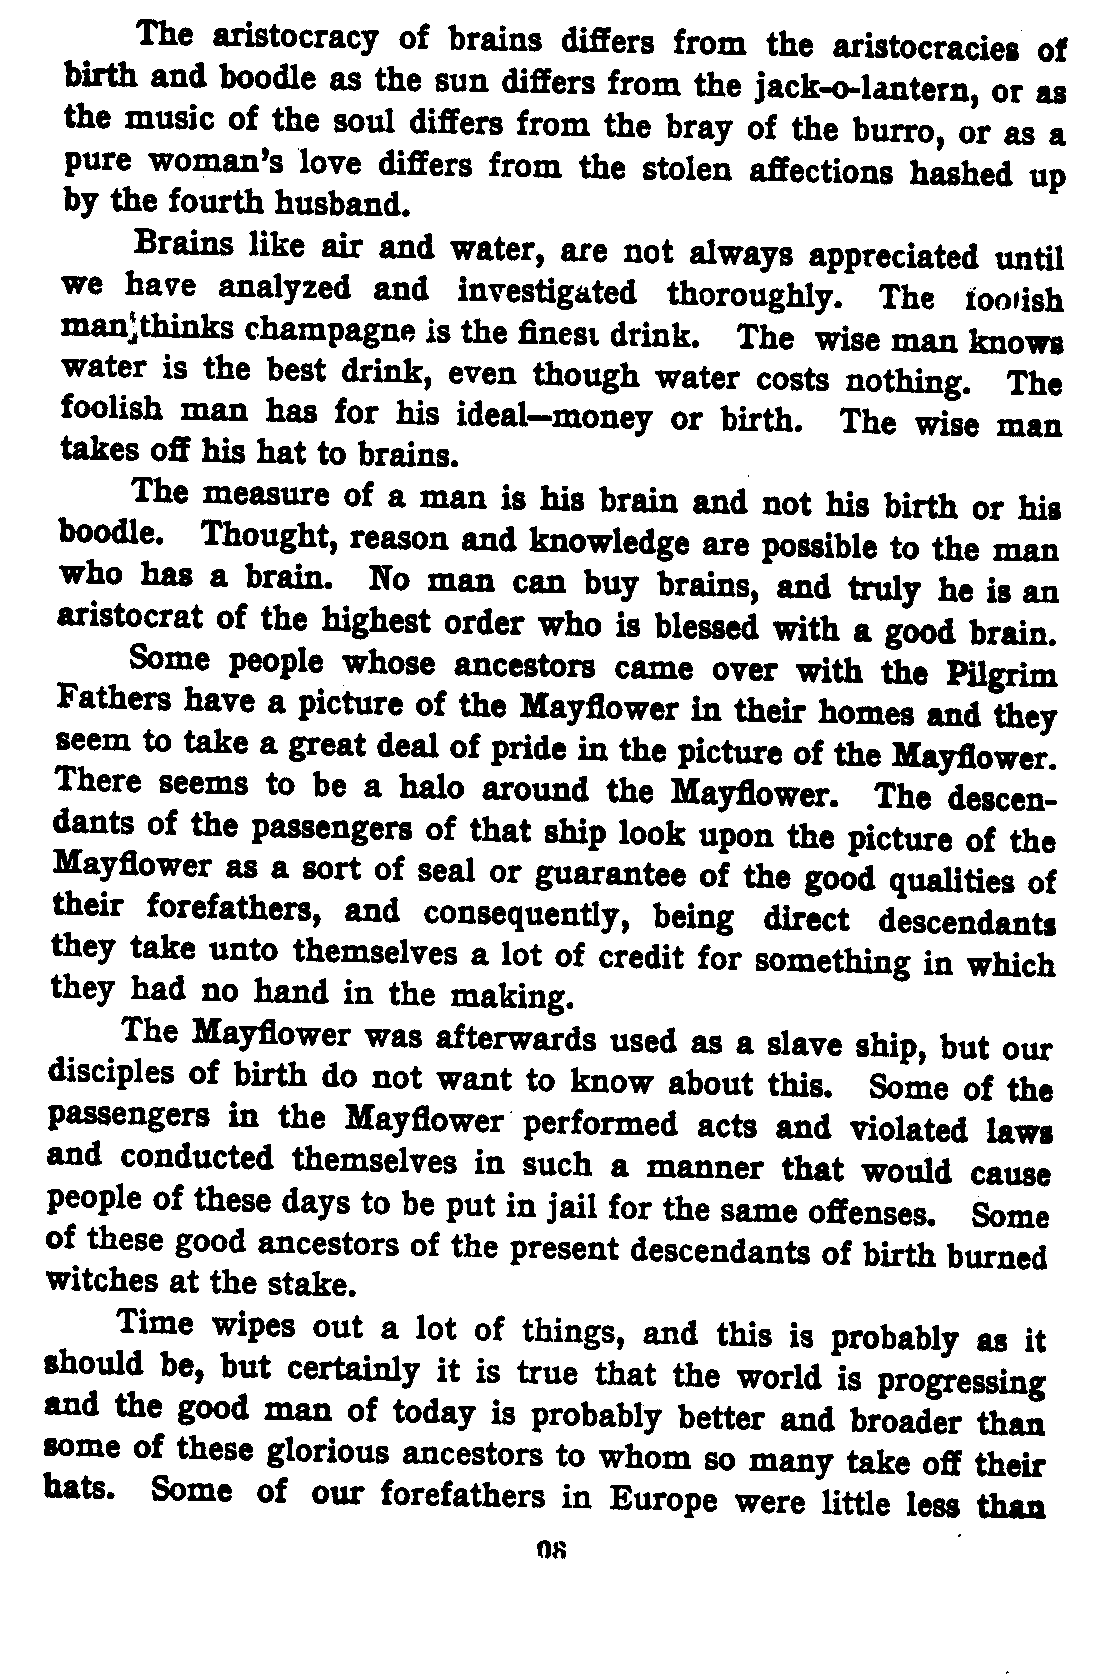 The aristocracy of brains differs from the aristocracies of
birth and boodle as the sun differs from the jack-o-lantern, or as
the music of the soul differs from the bray of the burro, or as a
pure woman's love differs from the stolen affections hashed up
by the fourth husband.
Brains like air and water, are not always appreciated until
we have analyzed and investigated thoroughly. The foolish
man thinks champagne is the finest drink. The wise man knows
water is the best drink, even though water costs nothing. The
foolish man has for his ideal—money or birth. The wise man
takes off his hat to brains.
The measure of a man is his brain and not his birth or his
boodle. Thought, reason and knowledge are possible to the man
who has a brain. No man can buy brains, and truly he is an
aristocrat of the highest order who is blessed with a good brain.
Some people whose ancestors came over with the Pilgrim
Fathers have a picture of the Mayflower in their homes and they
seem to take a great deal of pride in the picture of the Mayflower.
There seems to be a halo around the Mayflower. The descen-
dants of the passengers of that ship look upon the picture of the
Mayflower as a sort of seal or guarantee of the good qualities of
their forefathers, and consequently, being direct descendants
they take unto themselves a lot of credit for something in which
they had no hand in the making.
The Mayflower was afterwards used as a slave ship, but our
disciples of birth do not want to know about this. Some of the
passengers in the Mayflower performed acts and violated laws
and conducted themselves in such a manner that would cause
people of these days to be put in jail for the same offenses. Some
of these good ancestors of the present descendants of birth burned
witches at the stake.
Time wipes out a lot of things, and this is probably as it
should be, but certainly it is true that the world is progressing
and the good man of today is probably better and broader than
some of these glorious ancestors to whom so many take off their
hats. Some of our forefathers in Europe were little less than